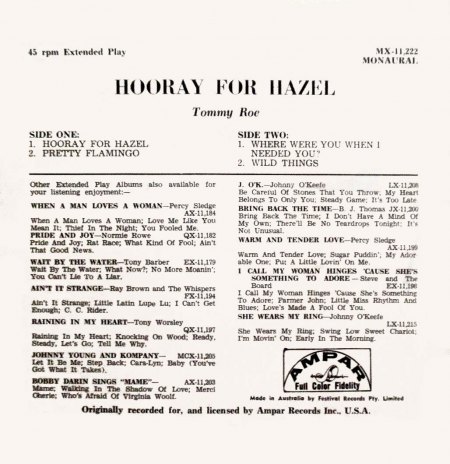 45 rpm Extended Play
MX-11,222
MONAURAL
HOORAY FOR HAZEL
Tommy Roe
SIDE ONE:
1. HOORAY FOR HAZEL
2. PRETTY FLAMINGO
SIDE TWO:
1. WHERE WERE YOU WHEN I
NEEDED YOU?
2. WILD THINGS
Other Extended Play Albums also available for
your listening enjoyment:—
WHEN A MAN LOVES A WOMAN—Percy Sledge
AX-11,184
When A Man Loves A Woman; Love Me Like You
Mean It; Thief In The Night; You Fooled Me.
PRIDE AND JOY—Normie Rowe QX-11,182
Pride And Joy; Rat Race; What Kind Of Fool; Ain't
That Good News.
WAIT BY THE WATER—Tony Barber EX-11,179
Wait By The Water; What Now?; No More Moanin';
You Can't Lie To A Liar.
AIN'T IT STRANGE—Ray Brown and The Whispers
FX-11,194
Ain't It Strange; Little Latin Lupe Lu; I Can't Get
Enough; C. C. Rider.
RAINING IN MY HEART—Tony Worsley
QX-11,197
Raining In My Heart; Knocking On Wood; Ready,
Steady, Let's Go; Tell Me Why.
JOHNNY YOUNG AND KOMPANY— MCX-11,205
Let It Be Me; Step Back; Cara-Lyn; Baby (You've
Got What It Takes).
BOBBY DARIN SINGS "MAME"— AX-11,203
Mame; Walking In The Shadow Of Love; Merci
Cherie; Who's Afraid Of Virginia Woolf.
J. O'K.—Johnny O'Keefe LX-11,208
Be Careful Of Stones That You Throw; My Heart
Belongs To Only You; Steady Game; It's Too Late
BRING BACK THE TIME—B. J. Thomas JX-11,200
Bring Back The Time; I Don't Have A Mind Of
My Own; There'll Be No Teardrops Tonight; It's
Not Unusual.
WARM AND TENDER LOVE—Percy Sledge
AX-11,199
Warm And Tender Love; Sugar Puddin', My Ador
able One; Put A Little Lovin' On Me.
I CALL MY WOMAN HINGES 'CAUSE SHE'S
SOMETHING TO ADORE — Steve and The
Board EX-11,198
I Call My Woman Hinges 'Cause She's Something
To Adore; Farmer John; Little Miss Rhythm And
Blues; Love's Made A Fool Of You.
SHE WEARS MY RING—Johnny O'Keefe
LX-11,215
She Wears My Ring; Swing Low Sweet Chariot;
I'm Movin' On; Early In The Morning.
AMPAR
Full Color Fidelity
Made in Australia by Festival Records Pty. Limited
Originally recorded for, and licensed by Ampar Records Inc., U.S.A.